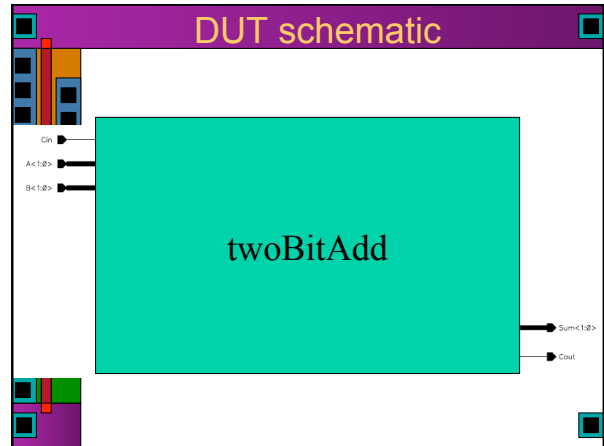 DUT schematic
Cin
A<1:0>
B<1:0>
twoBitAdd
Sum<1:0>
Cout